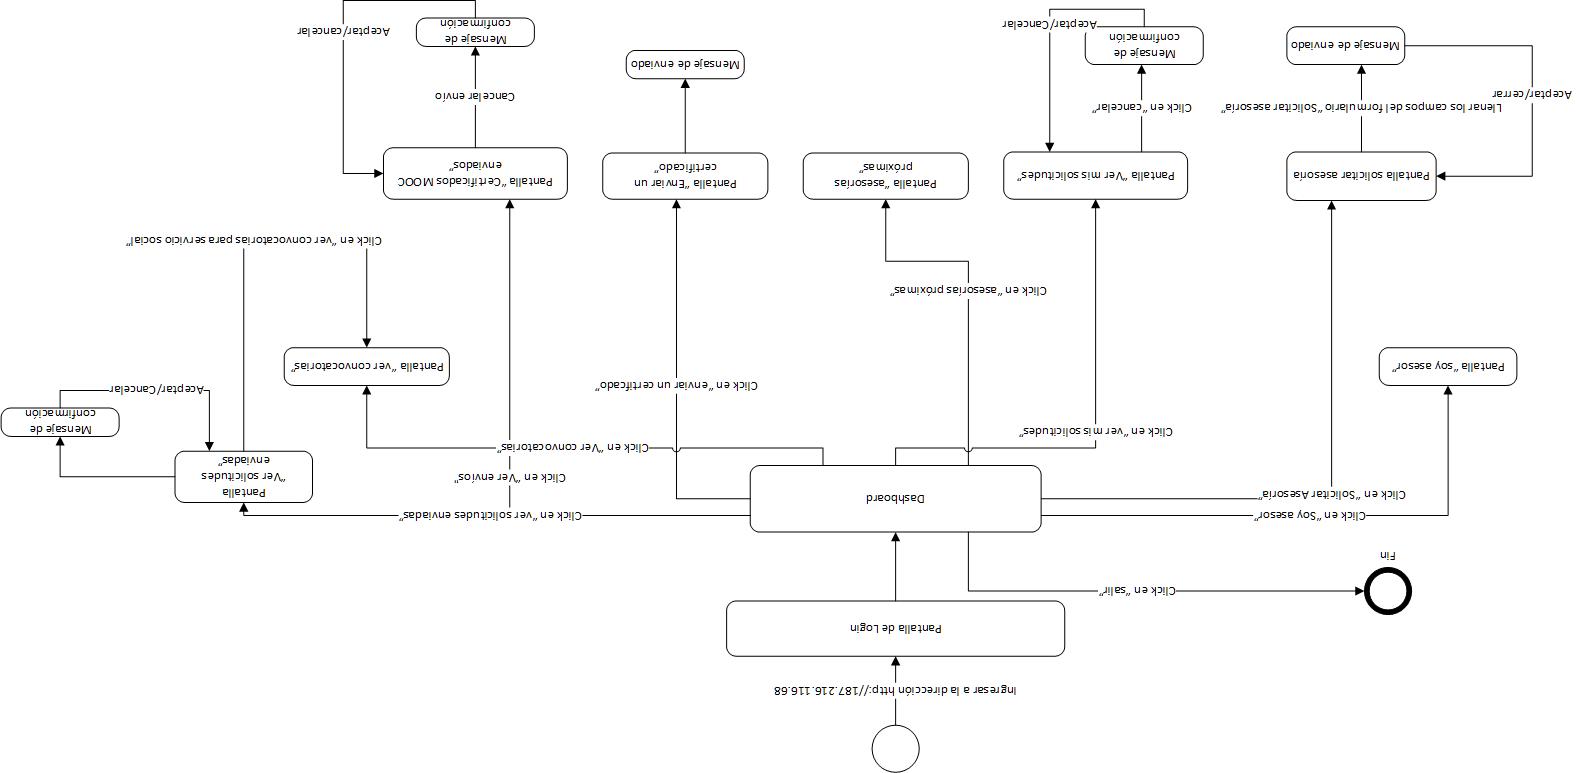 Ingresar a la dirección http://187.216.116.68
Pantalla de Login
Click en "salir"
Fin
Dashboard
Click en "Soy asesor"
Click en "Solicitar Asesoría"
Click en "ver solicitudes enviadas"
Click en "Ver envíos"
Click en "Ver convocatorias"
Click en "ver mis solicitudes"
Pantalla
"Ver solicitudes
enviadas"
Mensaje de
confirmación
Aceptar/Cancelar
Click en "enviar un certifcado"
Pantalla "soy asesor"
Pantalla "ver convocatorias"
Click en "asesorías próximas"
Click en "ver convocatorias para servicio social"
Pantalla solicitar asesoría
Pantalla "Ver mis solicitudes"
Pantalla "asesorías
próximas"
Pantalla "Enviar un
certificado"
Pantalla "Certificados MOOC
enviados"
Llenar los campos del formulario "Solicitar asesoría"
Aceptar/cerrar
Click en "cancelar"
Cancelar envío
Mensaje de enviado
Mensaje de enviado
Mensaje de
confirmación
Aceptar/Cancelar
Mensaje de
confirmación
Aceptar/cancelar